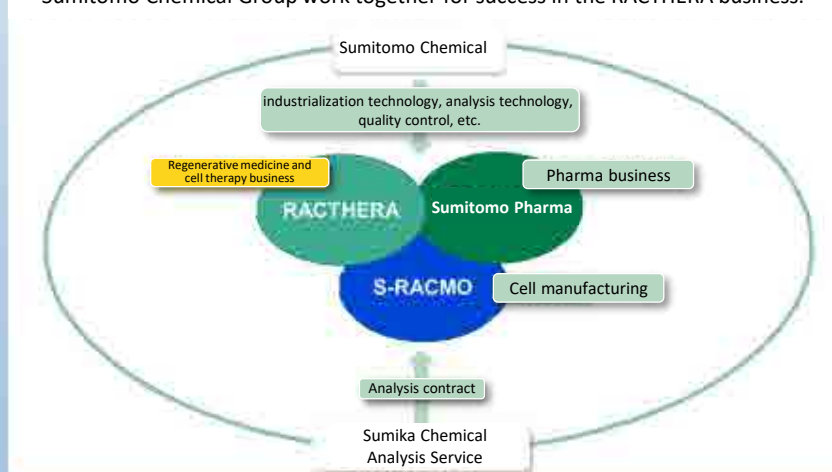 Sumitomo Chemical Group work together for success in the RACTHERA business.
Sumitomo Chemical
industrialization technology, analysis technology,
quality control, etc.
Regenerative medicine and
cell therapy business
Pharma business
RACTHERA
Sumitomo Pharma
S-RACMO
Cell manufacturing
Analysis contract
Sumika Chemical
Analysis Service